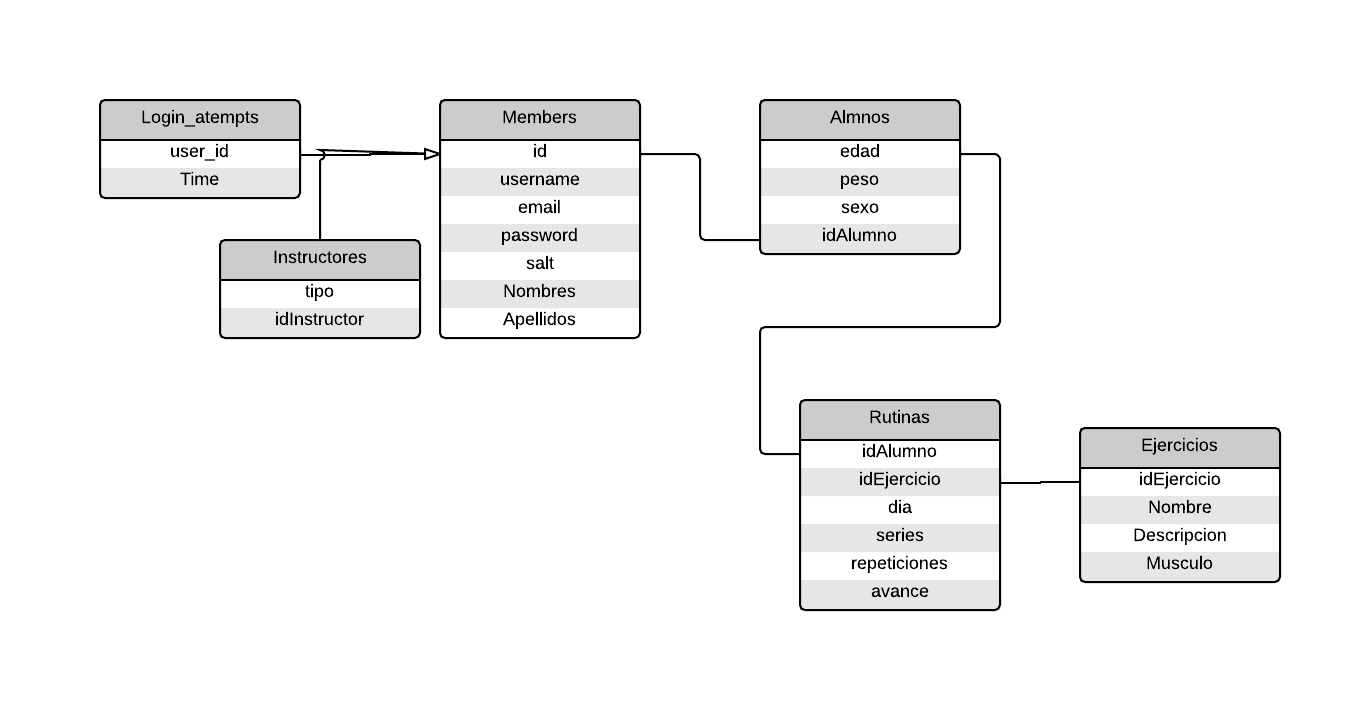 Login_atempts
user_id
Time
Instructores
tipo
idInstructor
Members
id
username
email
password
salt
Nombres
Apellidos
Almnos
edad
peso
sexo
idAlumno
Rutinas
idAlumno
idEjercicio
dia
series
repeticiones
avance
Ejercicios
idEjercicio
Nombre
Descripcion
Musculo